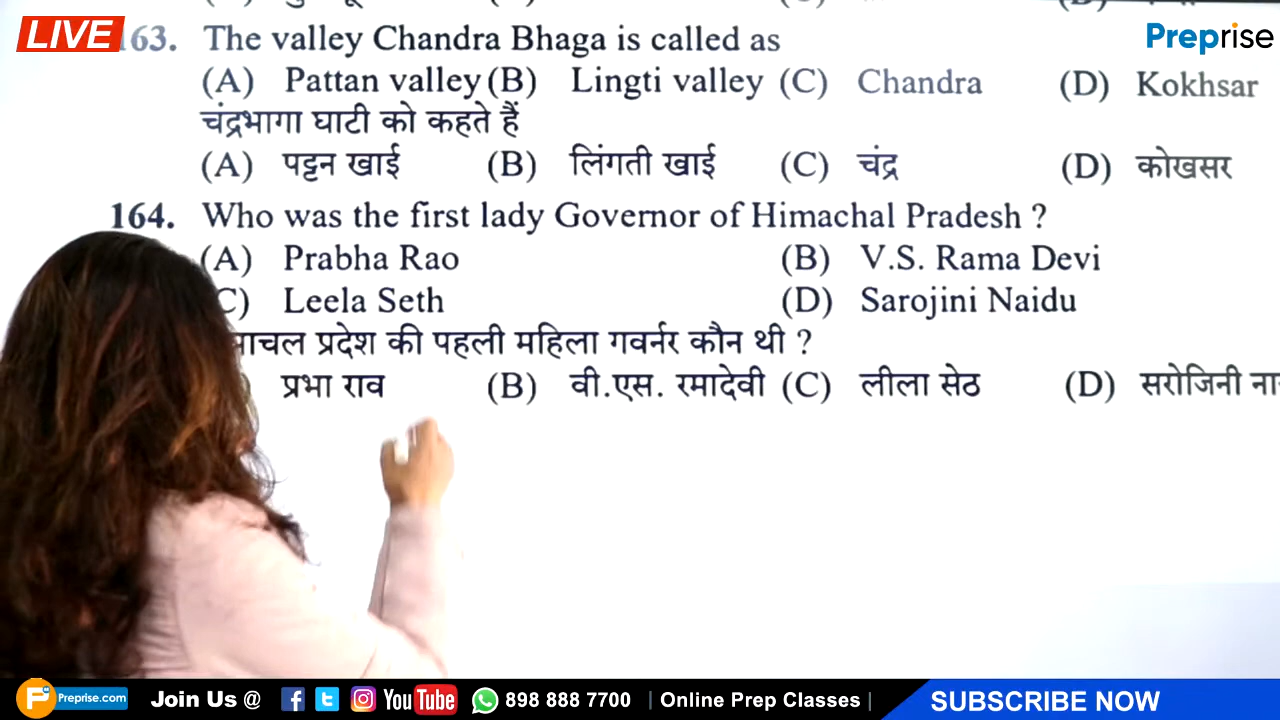 LIVE
163. The valley Chandra Bhaga is called as
Preprise
(A) Pattan valley (B) Lingti valley (C) Chandra (D) Kokhsar
चंद्रभागा घाटी को कहते हैं
(A) पट्टन खाई (B) लिंगती खाई (C) चंद्र (D) कोखसर
164. Who was the first lady Governor of Himachal Pradesh ?
(A) Prabha Rao (B) V.S. Rama Devi
C) Leela Seth (D) Sarojini Naidu
प्रदेश की पहली महिला गवर्नर कौन थी ?
प्रभा राव (B) वी.एस. रमादेवी (C) लीला सेठ (D) सरोजिनी
Preprise.com Join Us @ YouTube 898 888 7700 | Online Prep Classes | SUBSCRIBE NOW